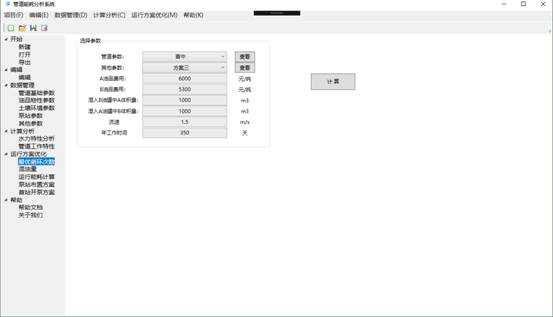 管道能耗分析系统
项目(F) 编辑(E) 数据管理(D) 计算分析(C) 运行方案优化(M) 帮助(K)
开始
新建
打开
导出
编辑
编辑
数据管理
管道基础参数
油品物性参数
土壤环境参数
泵站参数
其他参数
计算分析
水力特性分析
管道工作特性
运行方案优化
最优循环次数
混油量
运行能耗计算
泵站布置方案
首站开泵方案
帮助
帮助文档
关于我们
选择参数
管道参数： 晋中 查看
其他参数： 方案三 查看
A油品费用： 6000 元/吨
B油品费用： 5300 元/吨
混入B油罐中A体积量： 1000 m3
混入A油罐中B体积量： 1000 m3
流速 1.5 m/s
年工作时间 350 天
计 算